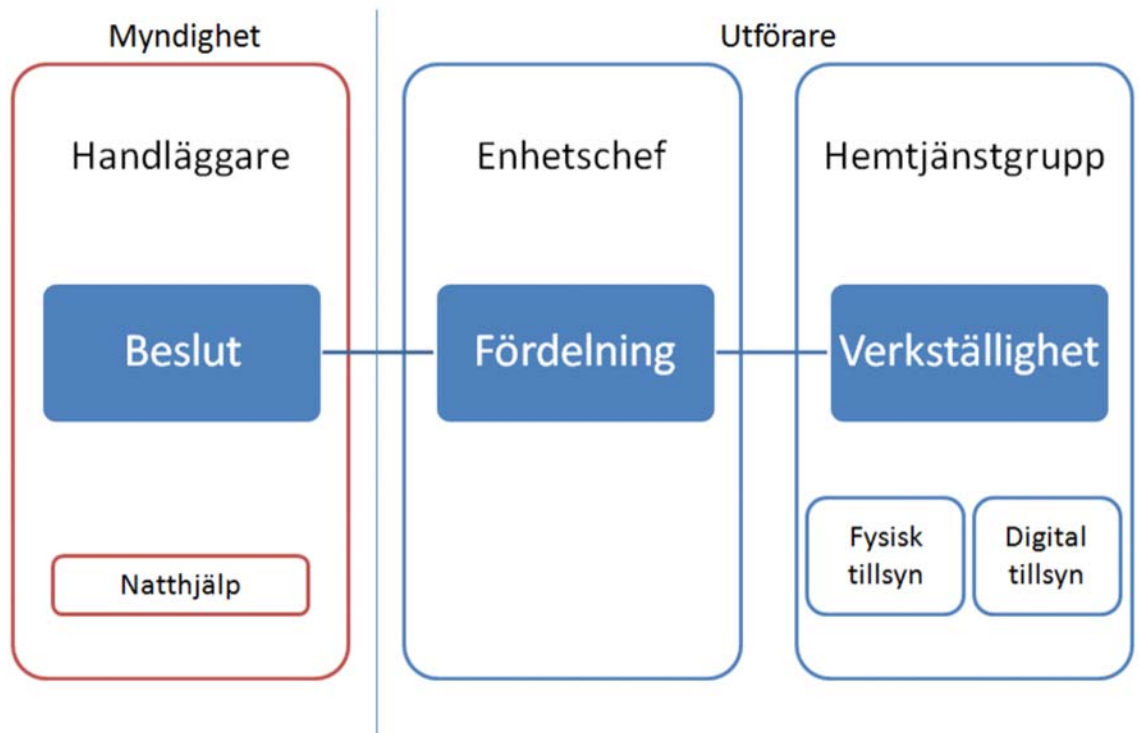 Myndighet
Utförare
Handläggare
Enhetschef
Hemtjänstgrupp
Beslut
Fördelning
Verkställighet
Natthjälp
Fysisk
tillsyn
Digital
tillsyn